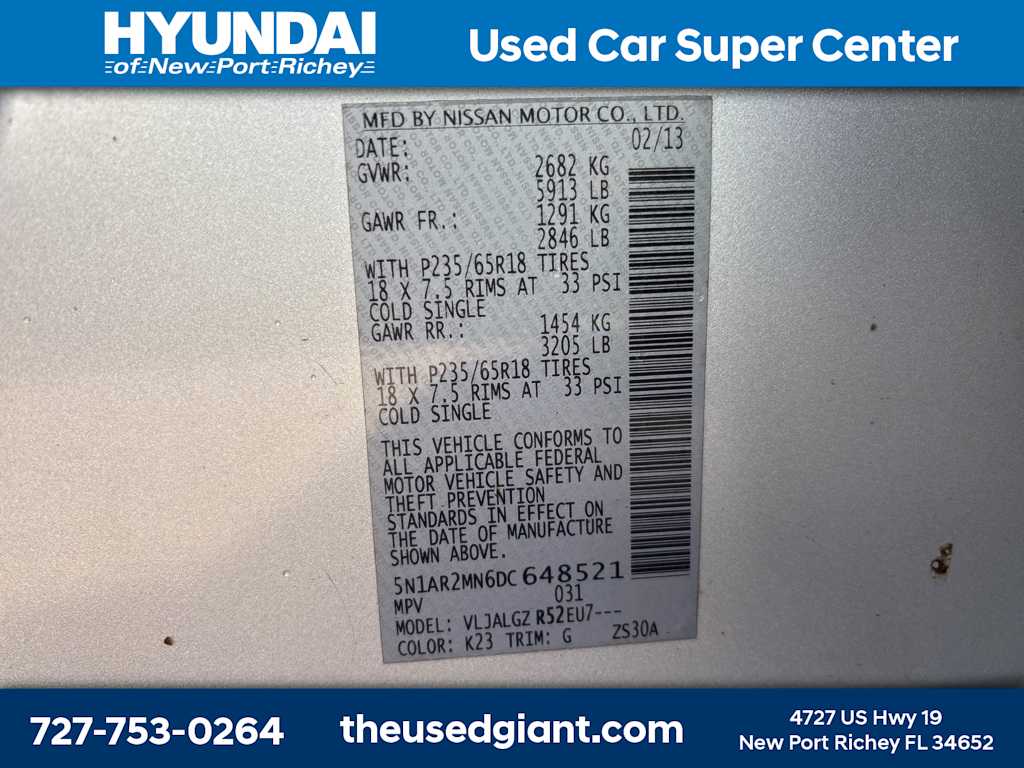 HYUNDAI
of New Port Richey
Used Car Super Center
MFD BY NISSAN MOTOR CO., LTD.
DATE: 02/13
GVWR: 2682 KG
5913 LB
GAWR FR.: 1291 KG
2846 LB
WITH P235/65R18 TIRES
18 X 7.5 RIMS AT 33 PSI
COLD SINGLE
GAWR RR.: 1454 KG
3205 LB
WITH P235/65R18 TIRES
18 X 7.5 RIMS AT 33 PSI
COLD SINGLE
THIS VEHICLE CONFORMS TO
ALL APPLICABLE FEDERAL
MOTOR VEHICLE SAFETY AND
THEFT PREVENTION
STANDARDS IN EFFECT ON
THE DATE OF MANUFACTURE
SHOWN ABOVE.
5N1AR2MN6DC648521
MPV 031
MODEL: VLJALGZ R52EU7---
COLOR: K23 TRIM: G ZS30A
727-753-0264
theusedgiant.com
4727 US Hwy 19
New Port Richey FL 34652